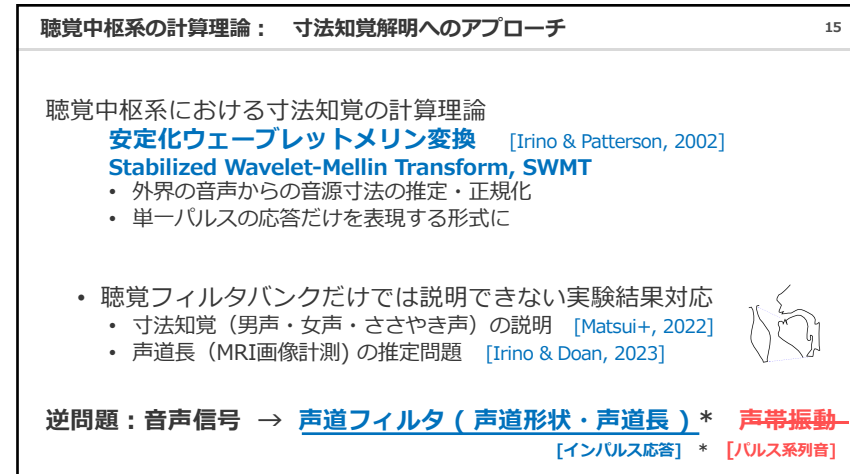 聴覚中枢系の計算理論： 寸法知覚解明へのアプローチ 15
聴覚中枢系における寸法知覚の計算理論
安定化ウェーブレットメリン変換 [Irino & Patterson, 2002]
Stabilized Wavelet-Mellin Transform, SWMT
• 外界の音声からの音源寸法の推定・正規化
• 単一パルスの応答だけを表現する形式に
• 聴覚フィルタバンクだけでは説明できない実験結果対応
• 寸法知覚（男声・女声・ささやき声）の説明 [Matsui+, 2022]
• 声道長（MRI画像計測) の推定問題 [Irino & Doan, 2023]
逆問題：音声信号 → 声道フィルタ ( 声道形状・声道長 ) * 声帯振動
[インパルス応答] * [パルス系列音]